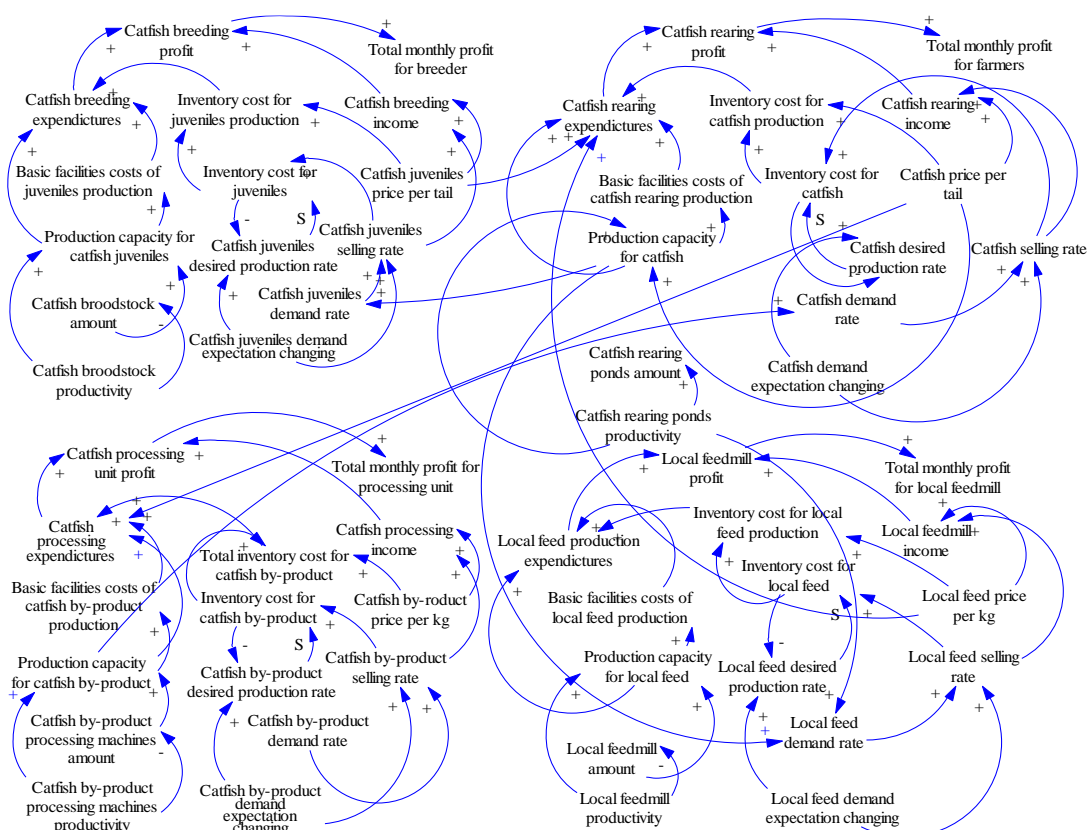 Catfish breeding
profit
Total monthly profit
for breeder
Catfish breeding
expenditures
Inventory cost for
juveniles production
Catfish breeding
income
Basic facilities costs of
juveniles production
Inventory cost for
juveniles
Catfish juveniles
price per tail
Production capacity for
catfish juveniles
Catfish juveniles
desired production rate
Catfish juveniles
selling rate
Catfish broodstock
amount
Catfish juveniles
demand rate
Catfish juveniles demand
expectation changing
Catfish broodstock
productivity
S
Catfish rearing
profit
Total monthly profit
for farmers
Catfish rearing
expenditures
Inventory cost for
catfish production
Catfish rearing
income
Basic facilities costs of
catfish rearing production
Inventory cost for
catfish
Catfish price per
tail
S
Production capacity
for catfish
Catfish desired
production rate
Catfish selling rate
Catfish demand
rate
Catfish rearing
ponds amount
Catfish demand
expectation changing
Catfish rearing ponds
productivity
Catfish processing
unit profit
Total monthly profit for
processing unit
Catfish
processing
expenditures
Total inventory cost for
catfish by-product
Catfish processing
income
Basic facilities costs of
catfish by-product
production
Inventory cost for
catfish by-product
Catfish by-roduct
price per kg
S
Production capacity
for catfish by-product
Catfish by-product
desired production rate
Catfish by-product
selling rate
Catfish by-product
processing machines
amount
Catfish by-product
demand rate
Catfish by-product
processing machines
productivity
Catfish by-product
demand
expectation
changing
Local feedmill
profit
Total monthly profit
for local feedmill
Local feed production
expenditures
Inventory cost for local
feed production
Local feedmill
income
Basic facilities costs of
local feed production
Inventory cost for
local feed
Local feed price
per kg
S
Production capacity
for local feed
Local feed desired
production rate
Local feed selling
rate
Local feed
demand rate
Local feedmill
amount
Local feedmill
productivity
Local feed demand
expectation changing